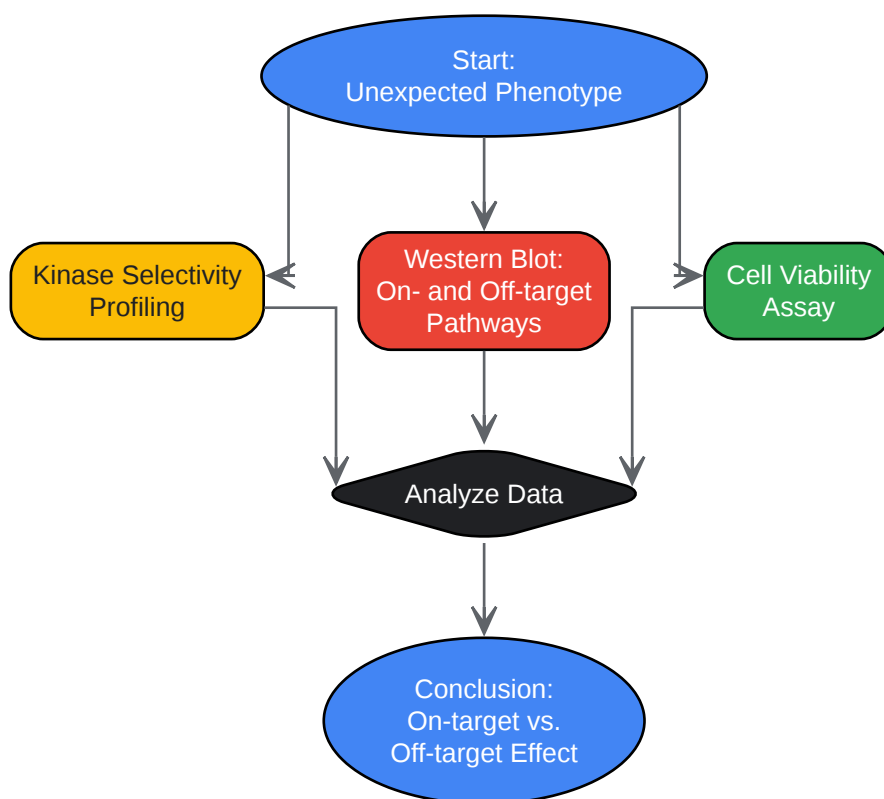 Start:
Unexpected Phenotype
Kinase Selectivity
Profiling
Western Blot:
On- and Off-target
Pathways
Cell Viability
Assay
Analyze Data
Conclusion:
On-target vs.
Off-target Effect